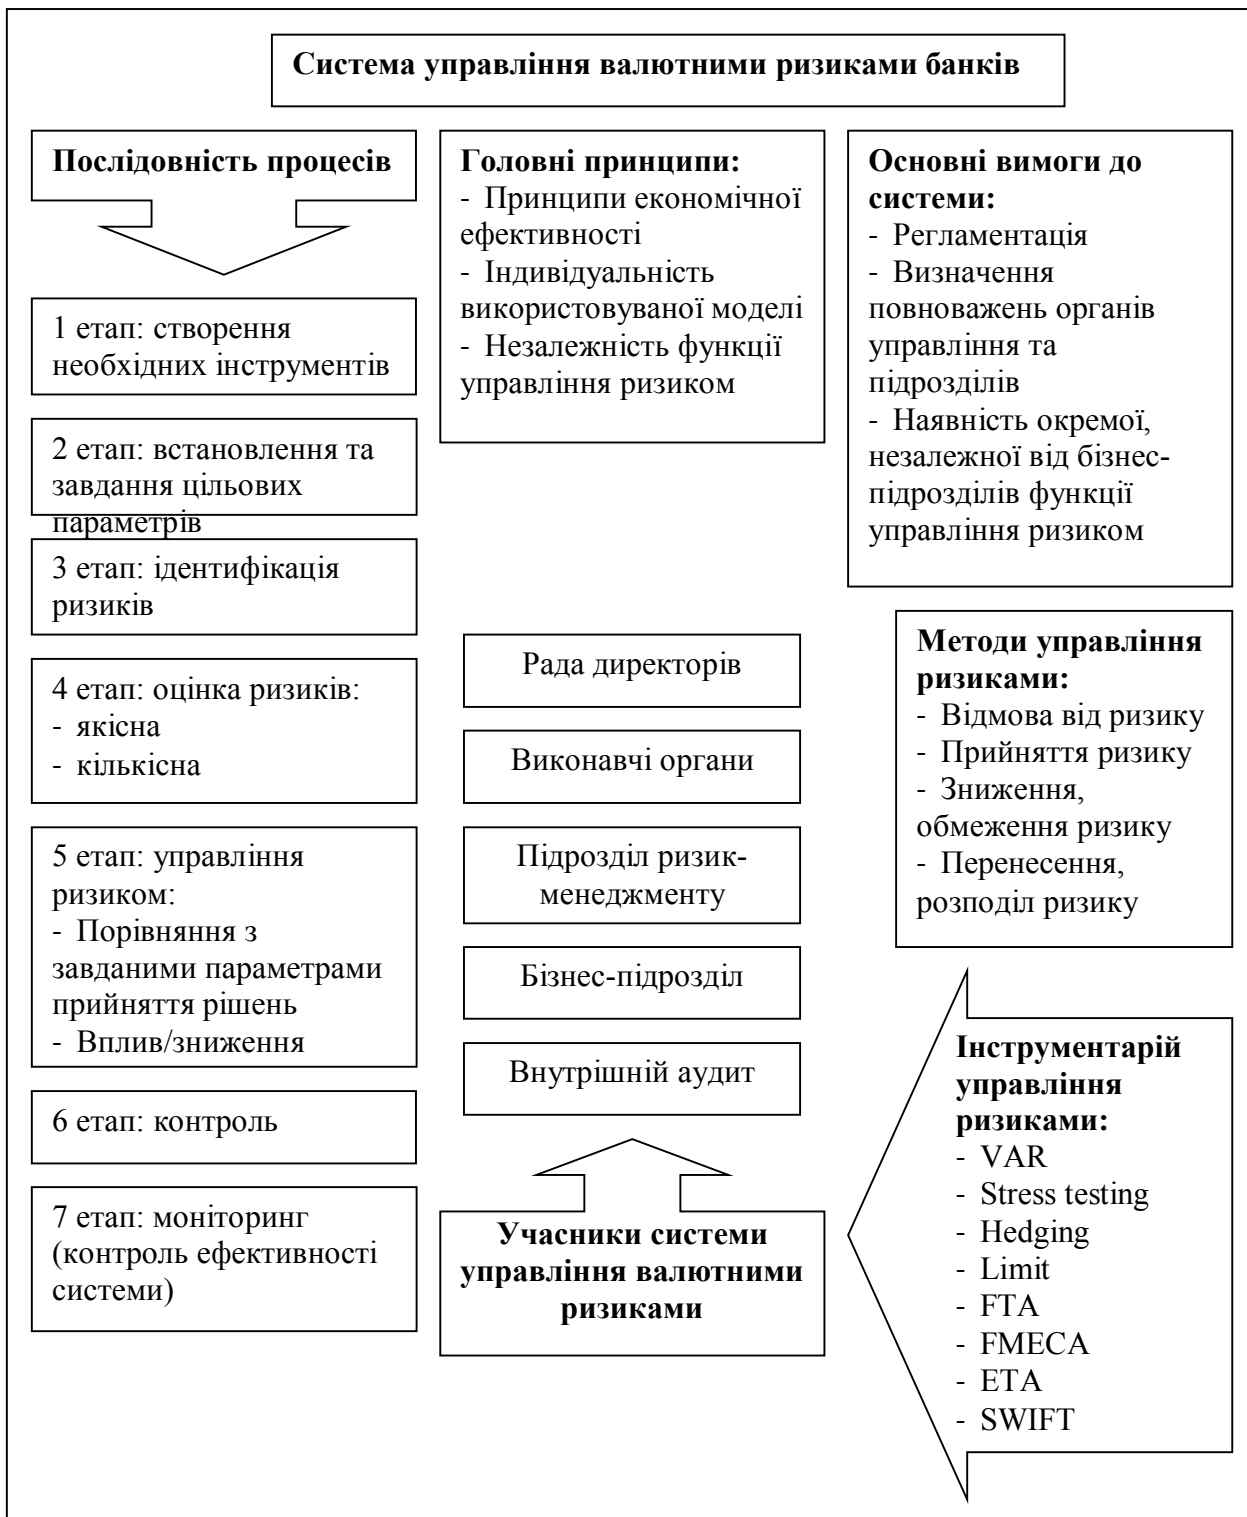 Система управління валютними ризиками банків
Послідовність процесів
1 етап: створення
необхідних інструментів
2 етап: встановлення та
завдання цільових
параметрів
3 етап: ідентифікація
ризиків
4 етап: оцінка ризиків:
- якісна
- кількісна
5 етап: управління
ризиком:
- Порівняння з
завданими параметрами
прийняття рішень
- Вплив/зниження
6 етап: контроль
7 етап: моніторинг
(контроль ефективності
системи)
Головні принципи:
- Принципи економічної
ефективності
- Індивідуальність
використовуваної моделі
- Незалежність функції
управління ризиком
Рада директорів
Виконавчі органи
Підрозділ ризик-
менеджменту
Бізнес-підрозділ
Внутрішній аудит
Учасники системи
управління валютними
ризиками
Основні вимоги до
системи:
- Регламентація
- Визначення
повноважень органів
управління та
підрозділів
- Наявність окремої,
незалежної від бізнес-
підрозділів функції
управління ризиком
Методи управління
ризиками:
- Відмова від ризику
- Прийняття ризику
- Зниження,
обмеження ризику
- Перенесення,
розподіл ризику
Інструментарій
управління
ризиками:
- VAR
- Stress testing
- Hedging
- Limit
- FTA
- FMECA
- ETA
- SWIFT